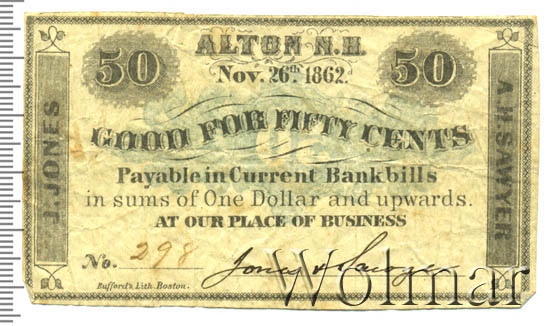 ALTON N.H.
50 Nov. 26th. 1862. 50
GOOD FOR FIFTY CENTS
Payable in Current Bankbills
in sums of One Dollar and upwards.
AT OUR PLACE OF BUSINESS
J. JONES
A.H. SAWYER
No. 298 Jones & Sawyer
Bufford's Lith. Boston.
Wolmar